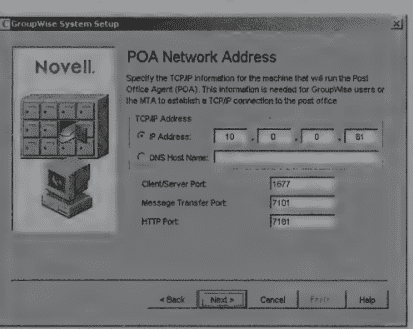 GroupWise System Setup
Novell.
POA Network Address
Specify the TCP/IP information for the machine that will run the Post
Office Agent (POA). This information is needed for GroupWise users or
the MTA to establish a TCP/IP connection to the post office
TCP/IP Address
IP Address: 10 . 0 . 0 . 81
DNS Host Name:
Client/Server Port: 1677
Message Transfer Port: 7101
HTTP Port: 7181
< Back Next > Cancel Finish Help